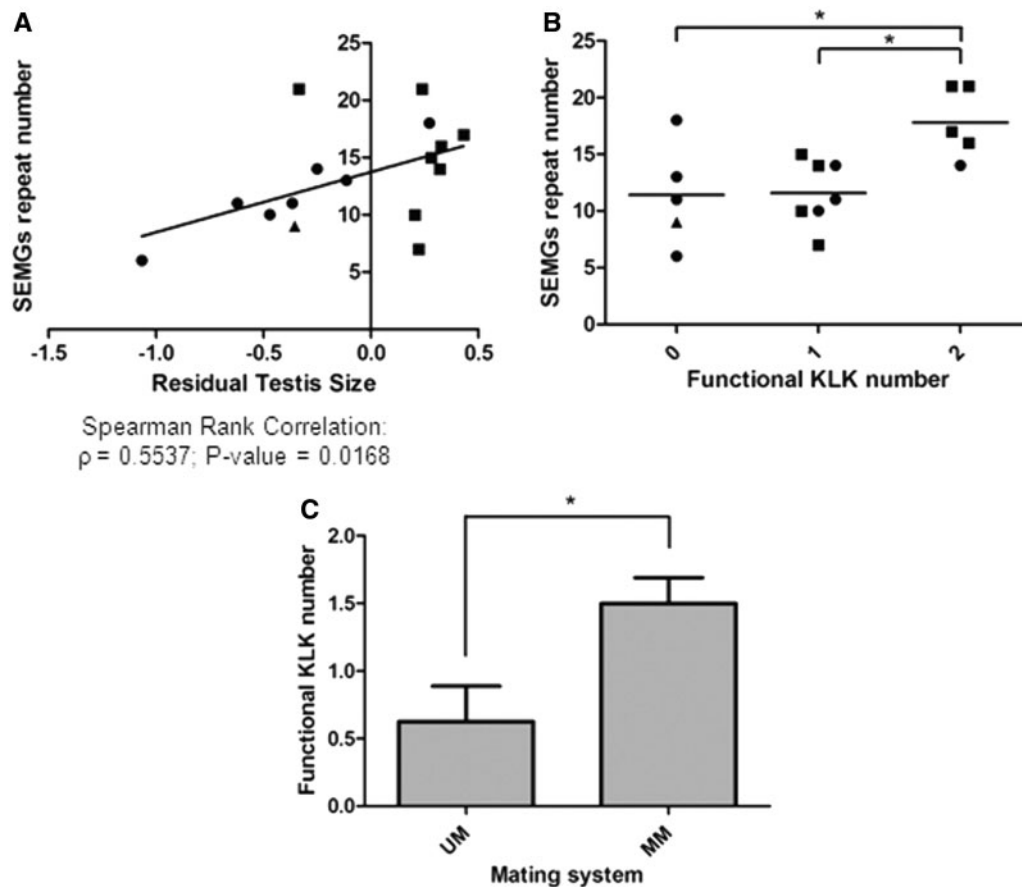 A
SEMGs repeat number
25
20
15
10
5
-1.5 -1.0 -0.5 0.0 0.5
Residual Testis Size
Spearman Rank Correlation:
ρ = 0.5537; P-value = 0.0168
B
SEMGs repeat number
25
20
15
10
5
0
*
*
0 1 2
Functional KLK number
C
Functional KLK number
2.0
1.5
1.0
0.5
0.0
*
UM MM
Mating system